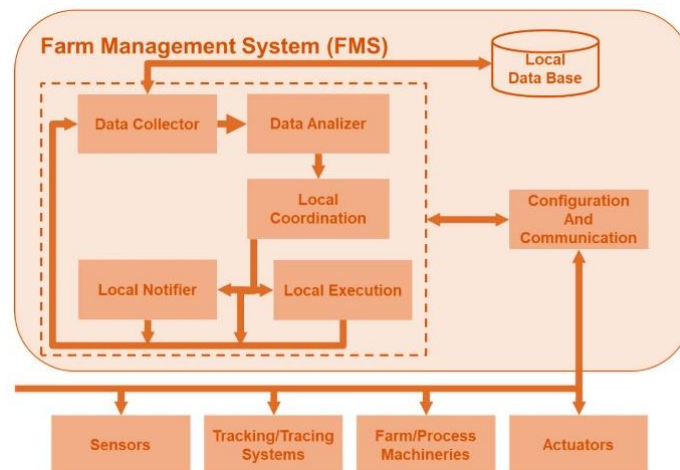 Farm Management System (FMS)
Local
Data Base
Data Collector
Data Analizer
Local
Coordination
Configuration
And
Communication
Local Notifier
Local Execution
Sensors
Tracking/Tracing
Systems
Farm/Process
Machineries
Actuators